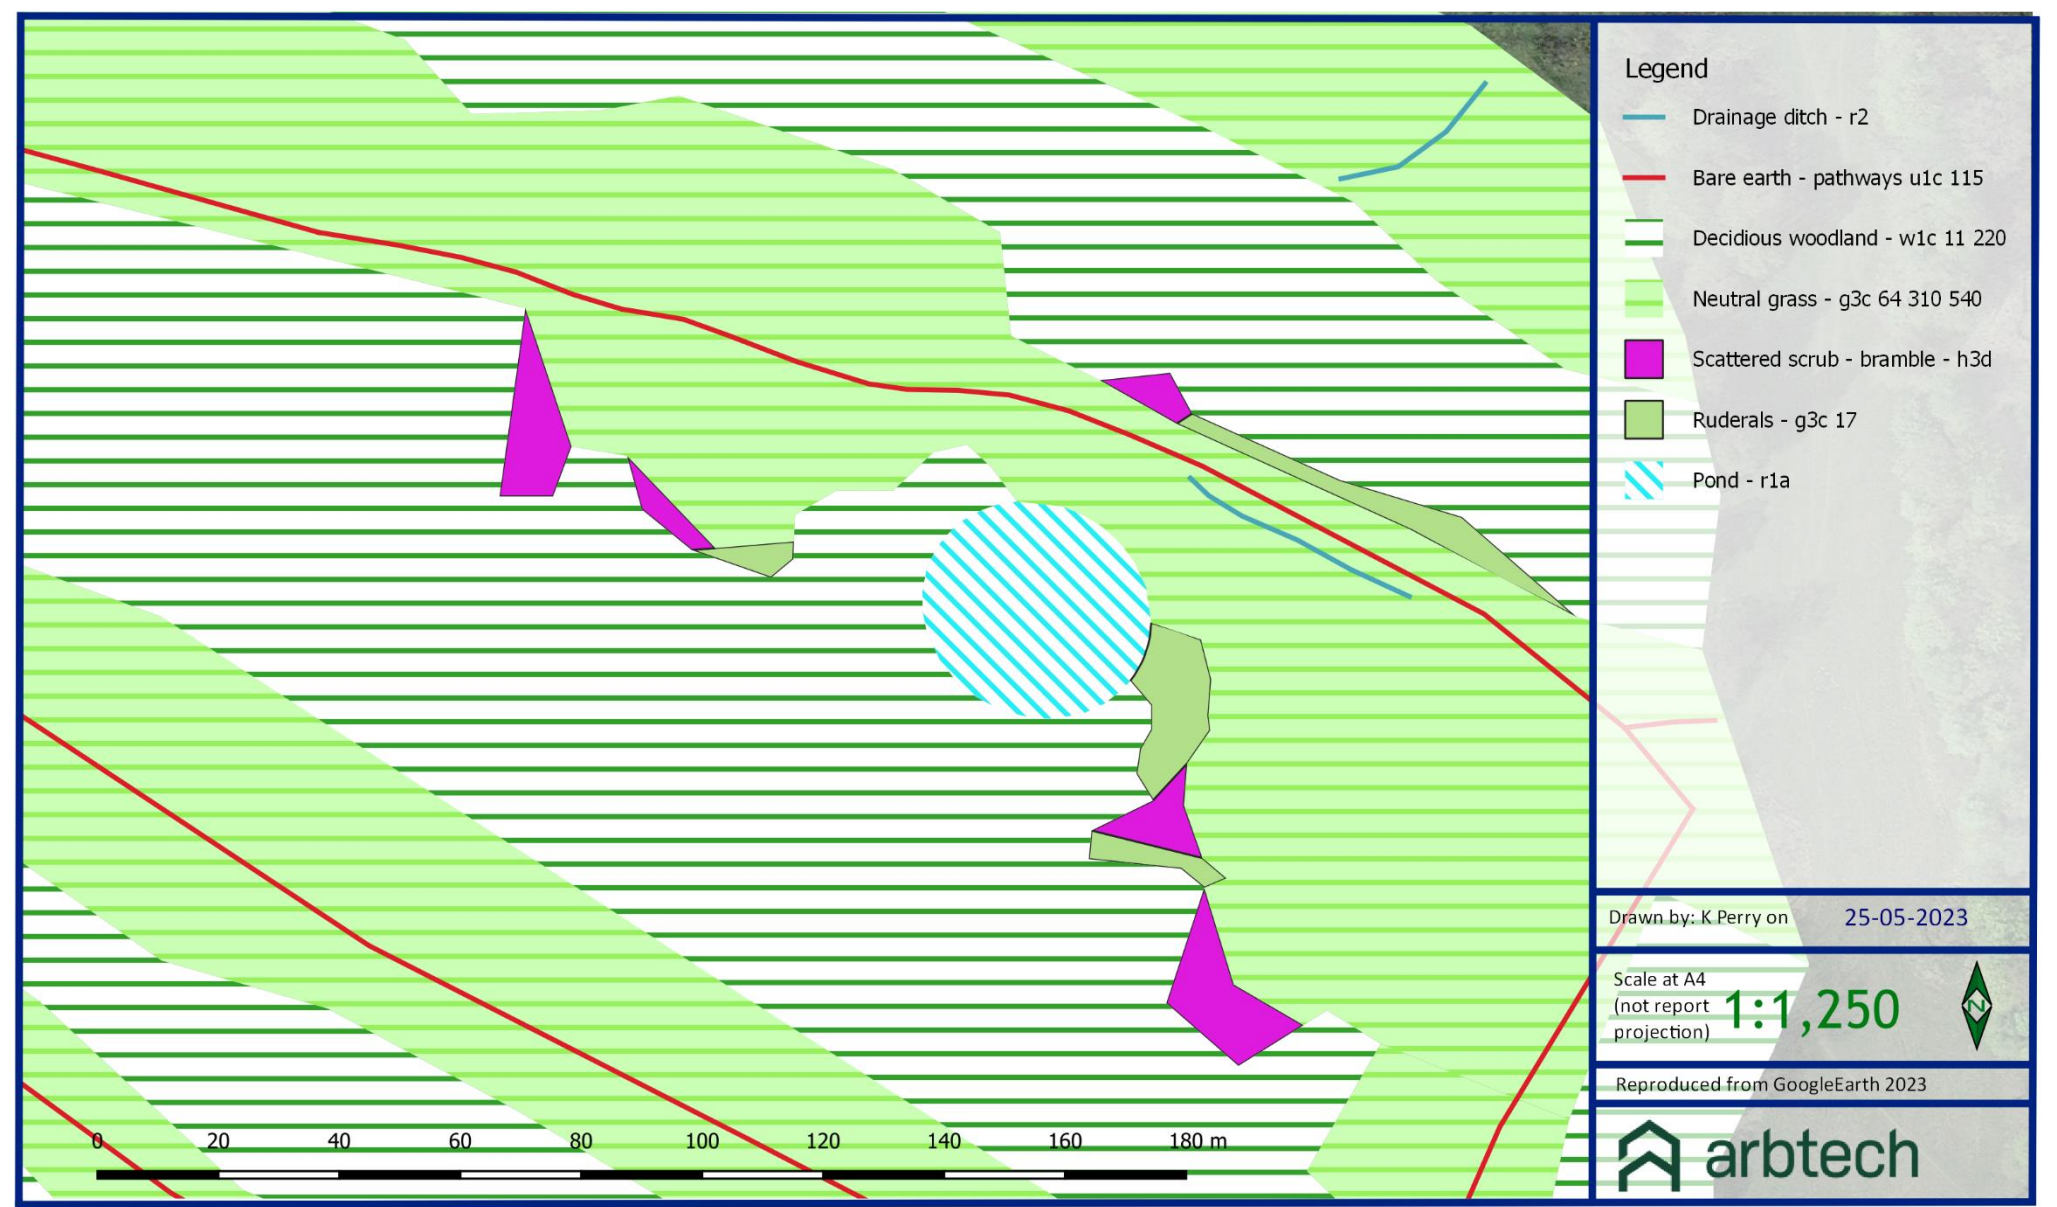 Legend
Drainage ditch - r2
Bare earth - pathways u1c 115
Decidious woodland - w1c 11 220
Neutral grass - g3c 64 310 540
Scattered scrub - bramble - h3d
Ruderals - g3c 17
Pond - r1a
Drawn by: K Perry on 25-05-2023
Scale at A4
(not report
projection)
1:1,250
N
Reproduced from GoogleEarth 2023
arbtech
0 20 40 60 80 100 120 140 160 180 m